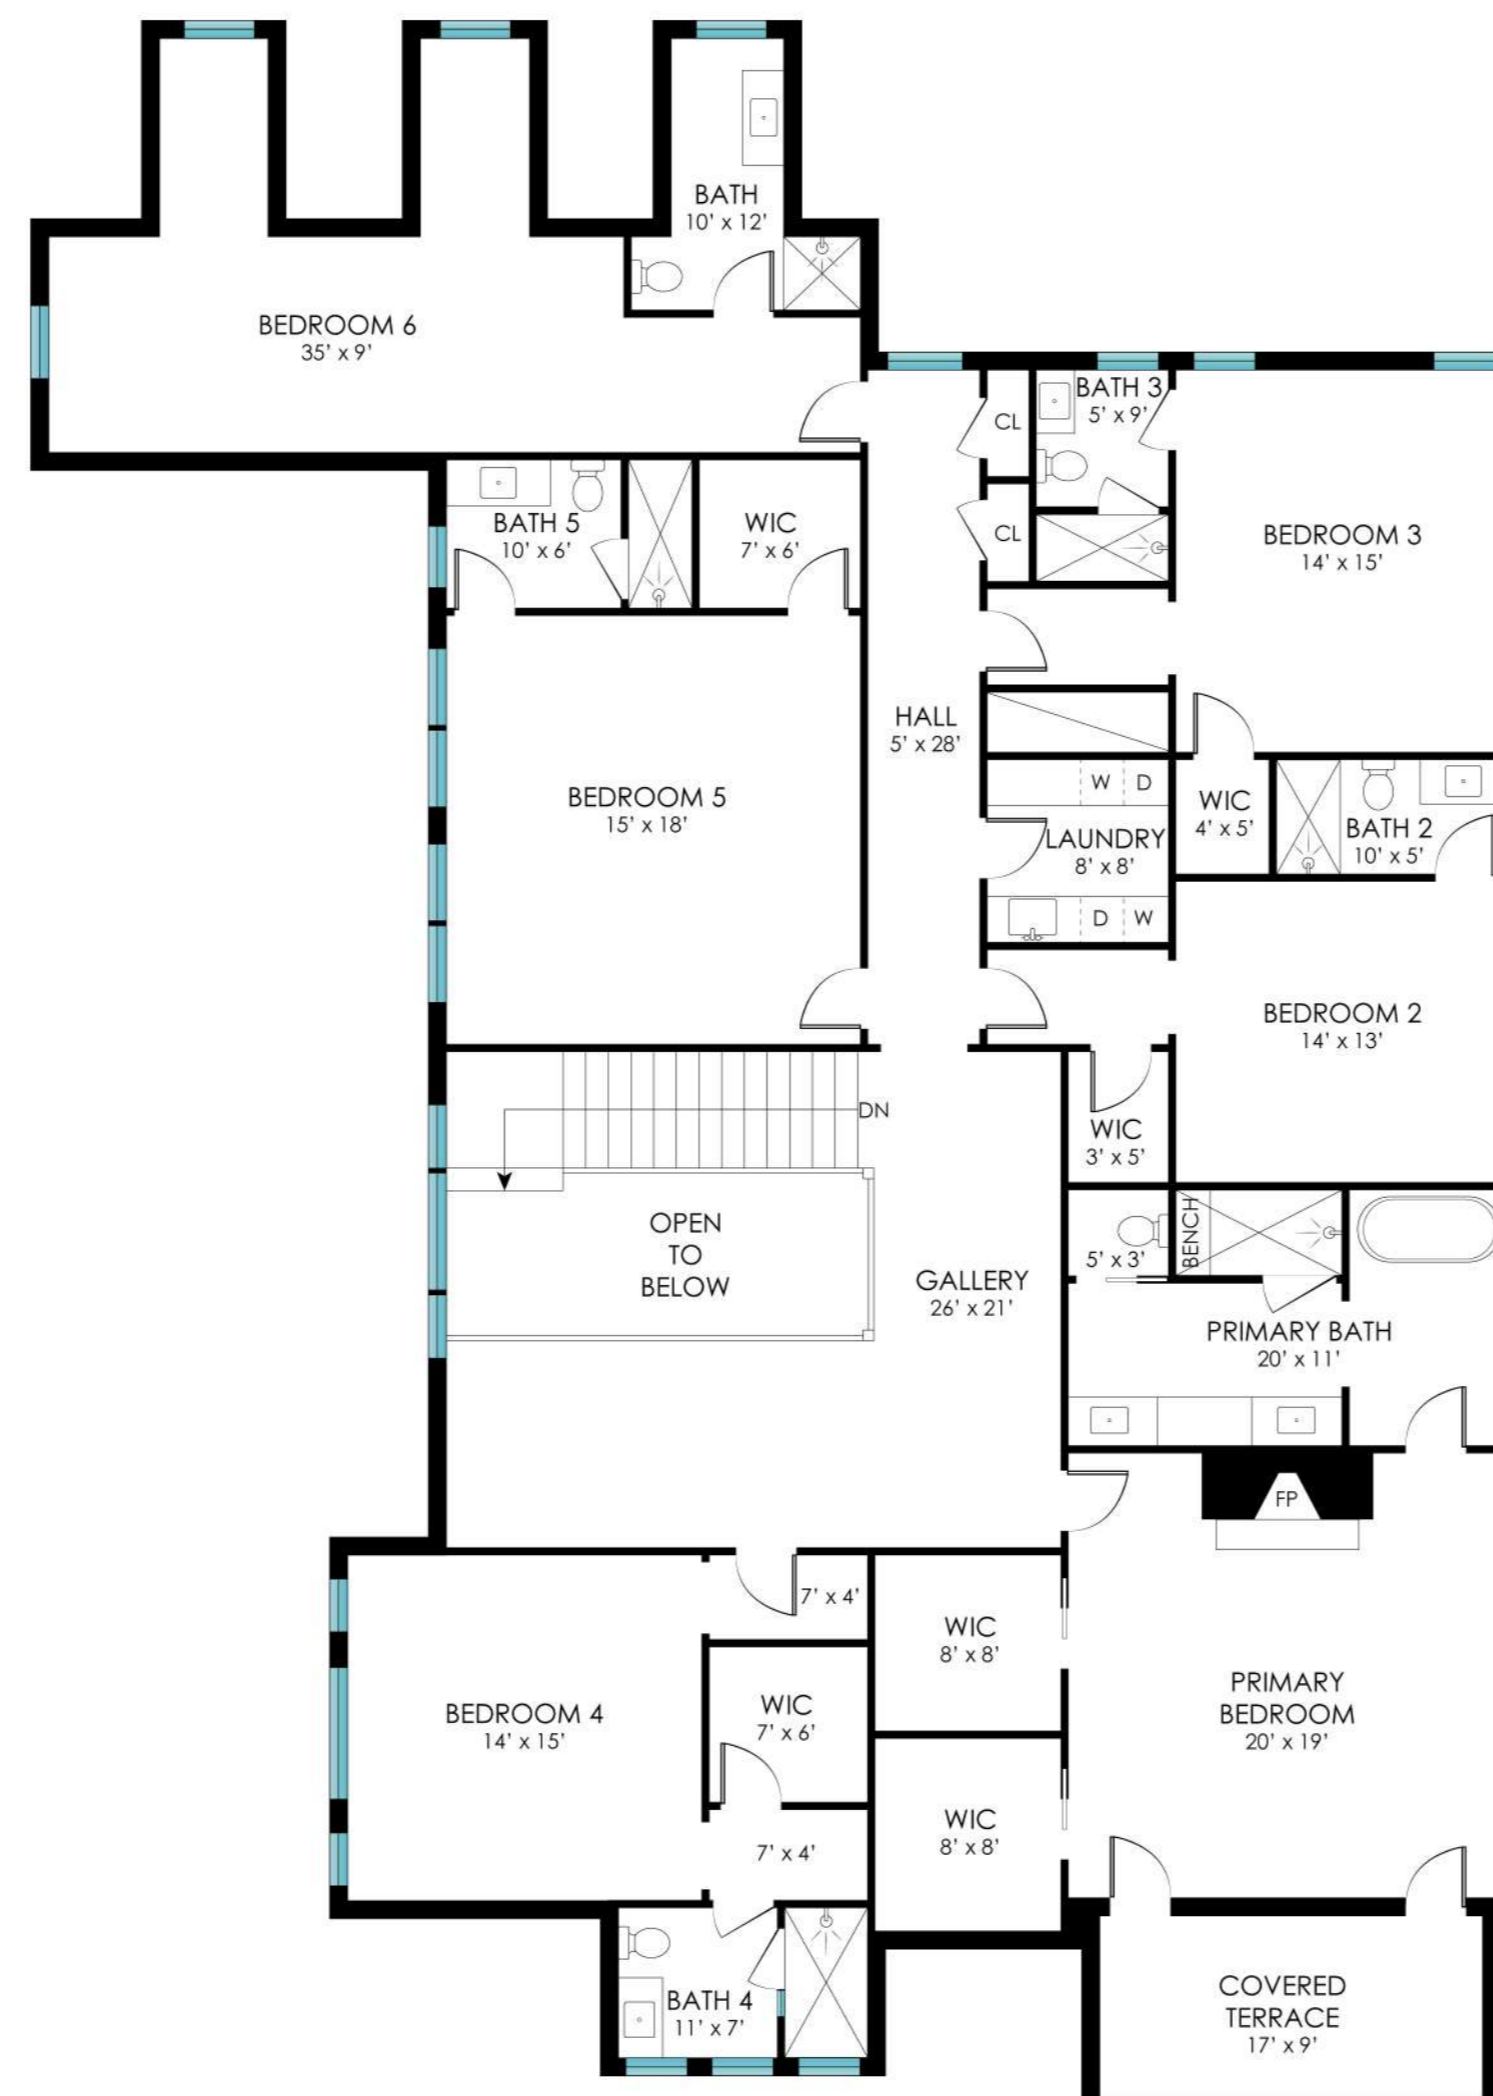 BATH
10' x 12'
BEDROOM 6
35' x 9'
CL
BATH 3
5' x 9'
BATH 5
10' x 6'
WIC
7' x 6'
CL
BEDROOM 3
14' x 15'
HALL
5' x 28'
BEDROOM 5
15' x 18'
W D
LAUNDRY
8' x 8'
D W
WIC
4' x 5'
BATH 2
10' x 5'
BEDROOM 2
14' x 13'
DN
WIC
3' x 5'
OPEN
TO
BELOW
GALLERY
26' x 21'
5' x 3'
BENCH
PRIMARY BATH
20' x 11'
FP
7' x 4'
WIC
8' x 8'
BEDROOM 4
14' x 15'
WIC
7' x 6'
PRIMARY
BEDROOM
20' x 19'
WIC
8' x 8'
7' x 4'
BATH 4
11' x 7'
COVERED
TERRACE
17' x 9'